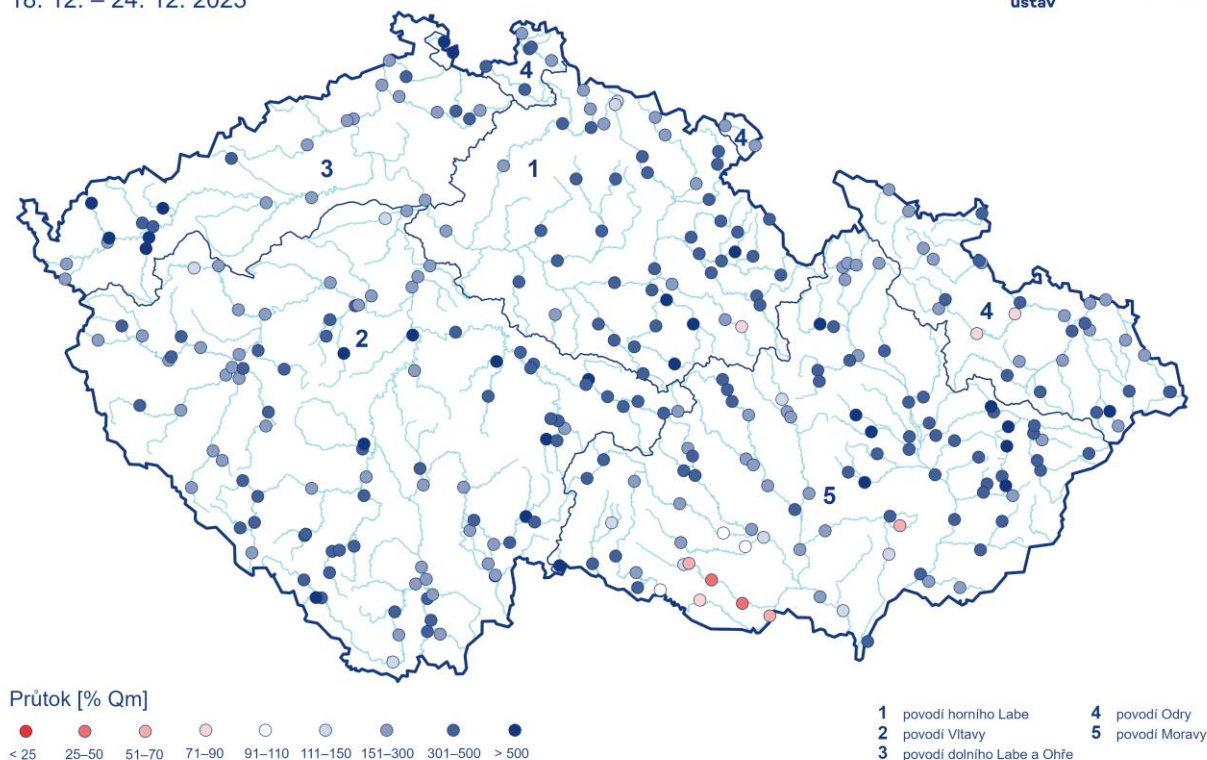 18. 12. – 24. 12. 2023
ústav
4
4
3
1
2
4
5
Průtok [% Qm]
< 25 25–50 51–70 71–90 91–110 111–150 151–300 301–500 > 500
1 povodí horního Labe 4 povodí Odry
2 povodí Vltavy 5 povodí Moravy
3 povodí dolního Labe a Ohře